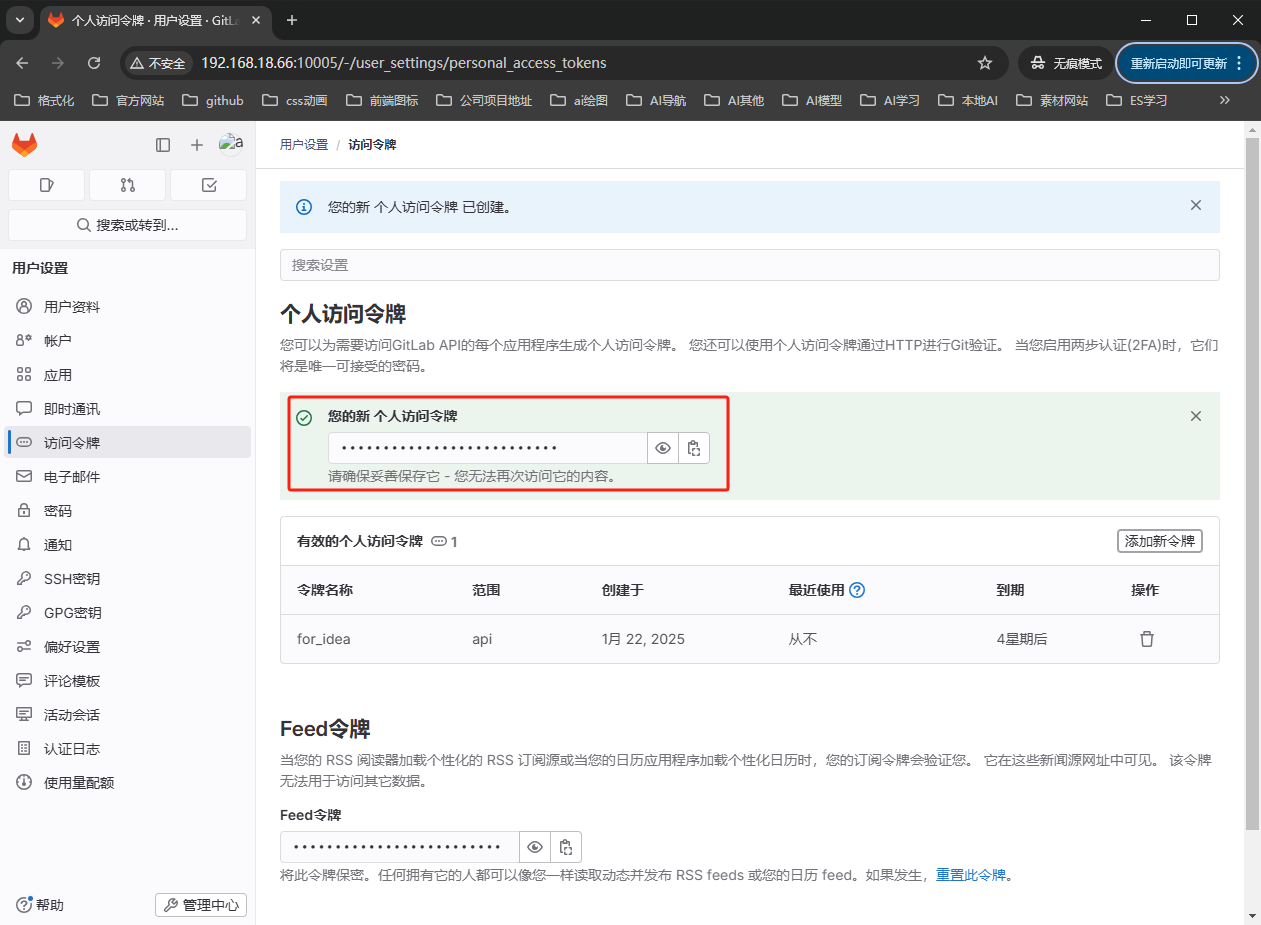 个人访问令牌 · 用户设置 · GitLa
不安全
192.168.18.66:10005/-/user_settings/personal_access_tokens
无痕模式
重新启动即可更新
格式化
官方网站
github
css动画
前端图标
公司项目地址
ai绘图
AI导航
AI其他
AI模型
AI学习
本地AI
素材网站
ES学习
a
搜索或转到...
用户设置
用户资料
帐户
应用
即时通讯
访问令牌
电子邮件
密码
通知
SSH密钥
GPG密钥
偏好设置
评论模板
活动会话
认证日志
使用量配额
帮助
管理中心
用户设置 / 访问令牌
您的新 个人访问令牌 已创建。
搜索设置
个人访问令牌
您可以为需要访问GitLab API的每个应用程序生成个人访问令牌。 您还可以使用个人访问令牌通过HTTP进行Git验证。 当您启用两步认证(2FA)时，它们
将是唯一可接受的密码。
您的新 个人访问令牌
请确保妥善保存它 - 您无法再次访问它的内容。
有效的个人访问令牌 1
添加新令牌
令牌名称 范围 创建于 最近使用 到期 操作
for_idea api 1月 22, 2025 从不 4星期后
Feed令牌
当您的 RSS 阅读器加载个性化的 RSS 订阅源或当您的日历应用程序加载个性化日历时，您的订阅令牌会验证您。 它在这些新闻源网址中可见。 该令牌
无法用于访问其它数据。
Feed令牌
将此令牌保密。任何拥有它的人都可以像您一样读取动态并发布 RSS feeds 或您的日历 feed。如果发生，重置此令牌。